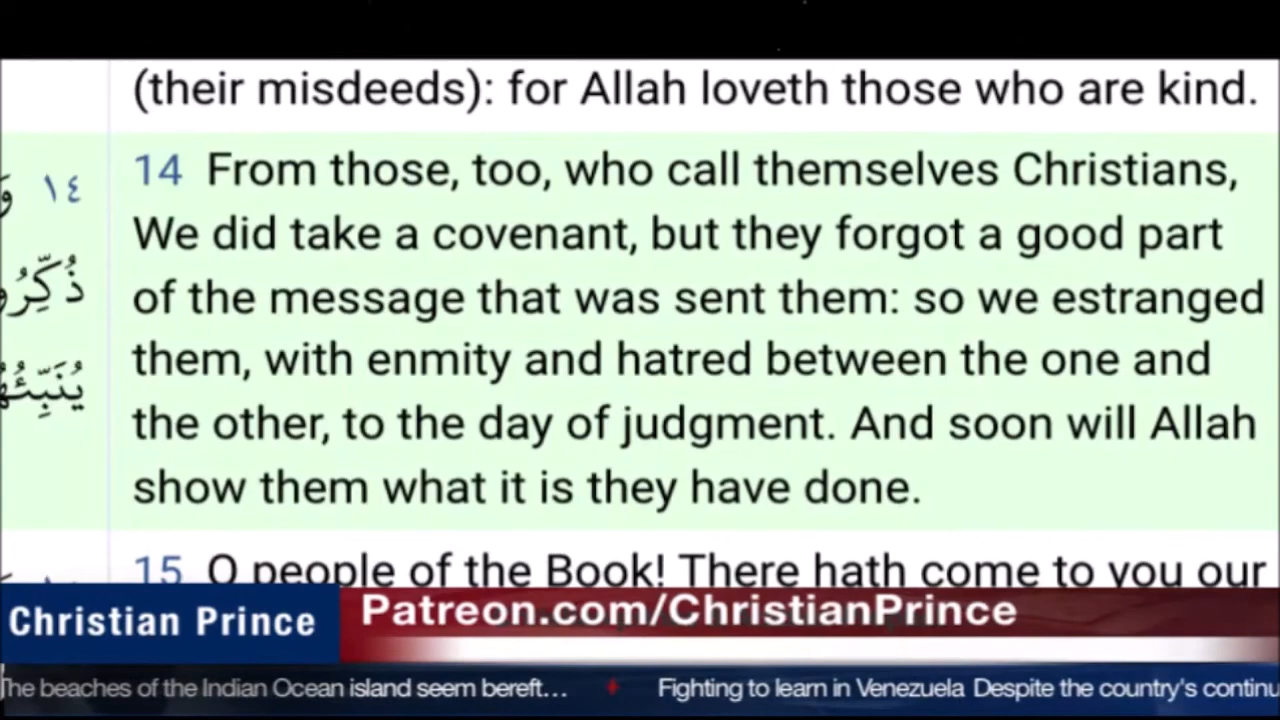 (their misdeeds): for Allah loveth those who are kind.
١٤
14 From those, too, who call themselves Christians,
We did take a covenant, but they forgot a good part
of the message that was sent them: so we estranged
them, with enmity and hatred between the one and
the other, to the day of judgment. And soon will Allah
show them what it is they have done.
15 O people of the Book! There hath come to you our
Christian Prince
Patreon.com/ChristianPrince
The beaches of the Indian Ocean island seem bereft... Fighting to learn in Venezuela Despite the country's